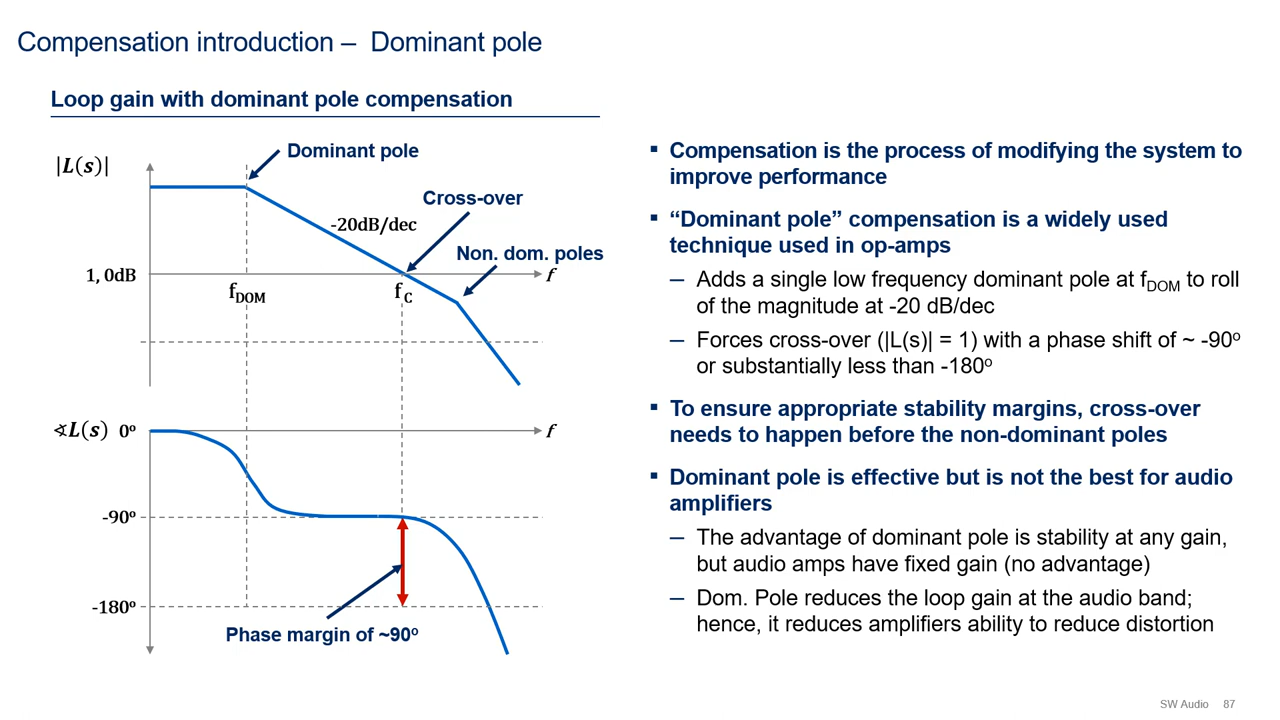 Compensation introduction – Dominant pole
Loop gain with dominant pole compensation
|L(s)|
Dominant pole
Cross-over
-20dB/dec
Non. dom. poles
1, 0dB
f
fDOM
fC
∢L(s) 0º
f
-90º
-180º
Phase margin of ~90º
▪ Compensation is the process of modifying the system to
improve performance
▪ “Dominant pole” compensation is a widely used
technique used in op-amps
– Adds a single low frequency dominant pole at fDOM to roll
of the magnitude at -20 dB/dec
– Forces cross-over (|L(s)| = 1) with a phase shift of ~ -90º
or substantially less than -180º
▪ To ensure appropriate stability margins, cross-over
needs to happen before the non-dominant poles
▪ Dominant pole is effective but is not the best for audio
amplifiers
– The advantage of dominant pole is stability at any gain,
but audio amps have fixed gain (no advantage)
– Dom. Pole reduces the loop gain at the audio band;
hence, it reduces amplifiers ability to reduce distortion
SW Audio 87